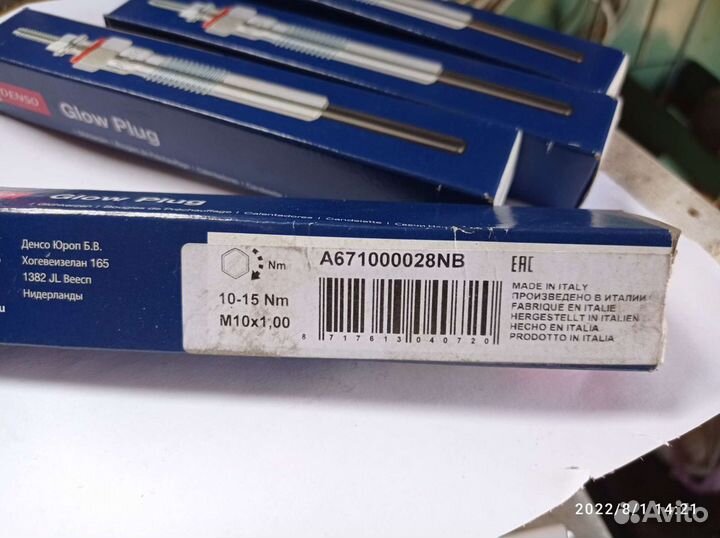 DENSO
Glow Plug
Glow Plug
Денсо Юроп Б.В.
Хогевеизелан 165
1382 JL Веесп
Нидерланды
Nm
10-15 Nm
M10x1,00
A671000028NB
8 717613 040720
EAC
MADE IN ITALY
ПРОИЗВЕДЕНО В ИТАЛИИ
FABRIQUE EN ITALIE
HERGESTELLT IN ITALIEN
HECHO EN ITALIA
PRODOTTO IN ITALIA
2022/8/1 14:21
Avito